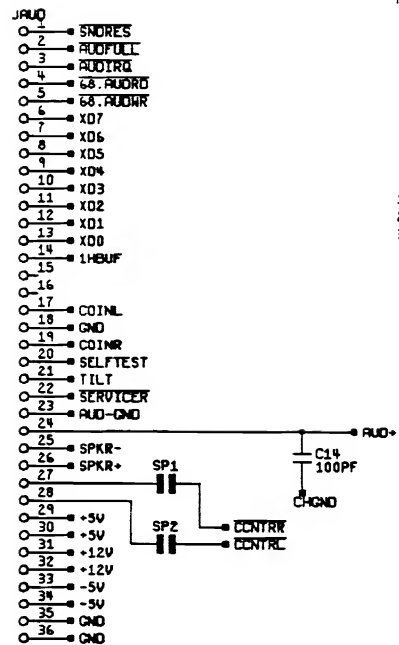 JAUD
1 SNDRES
2 AUDFULL
3 AUDIRQ
4 68.AUDRD
5 68.AUDWR
6 XD7
7 XD6
8 XD5
9 XD4
10 XD3
11 XD2
12 XD1
13 XD0
14 1HBUF
15
16
17 COINL
18 GND
19 COINR
20 SELFTEST
21 TILT
22 SERVICER
23 AUD-GND
24 AUD+
C14
100PF
CHGND
25 SPKR-
26 SPKR+
27 SP1
CCNTRR
28 SP2
CCNTRL
29 +5V
30 +5V
31 +12V
32 +12V
33 -5V
34 -5V
35 GND
36 GND